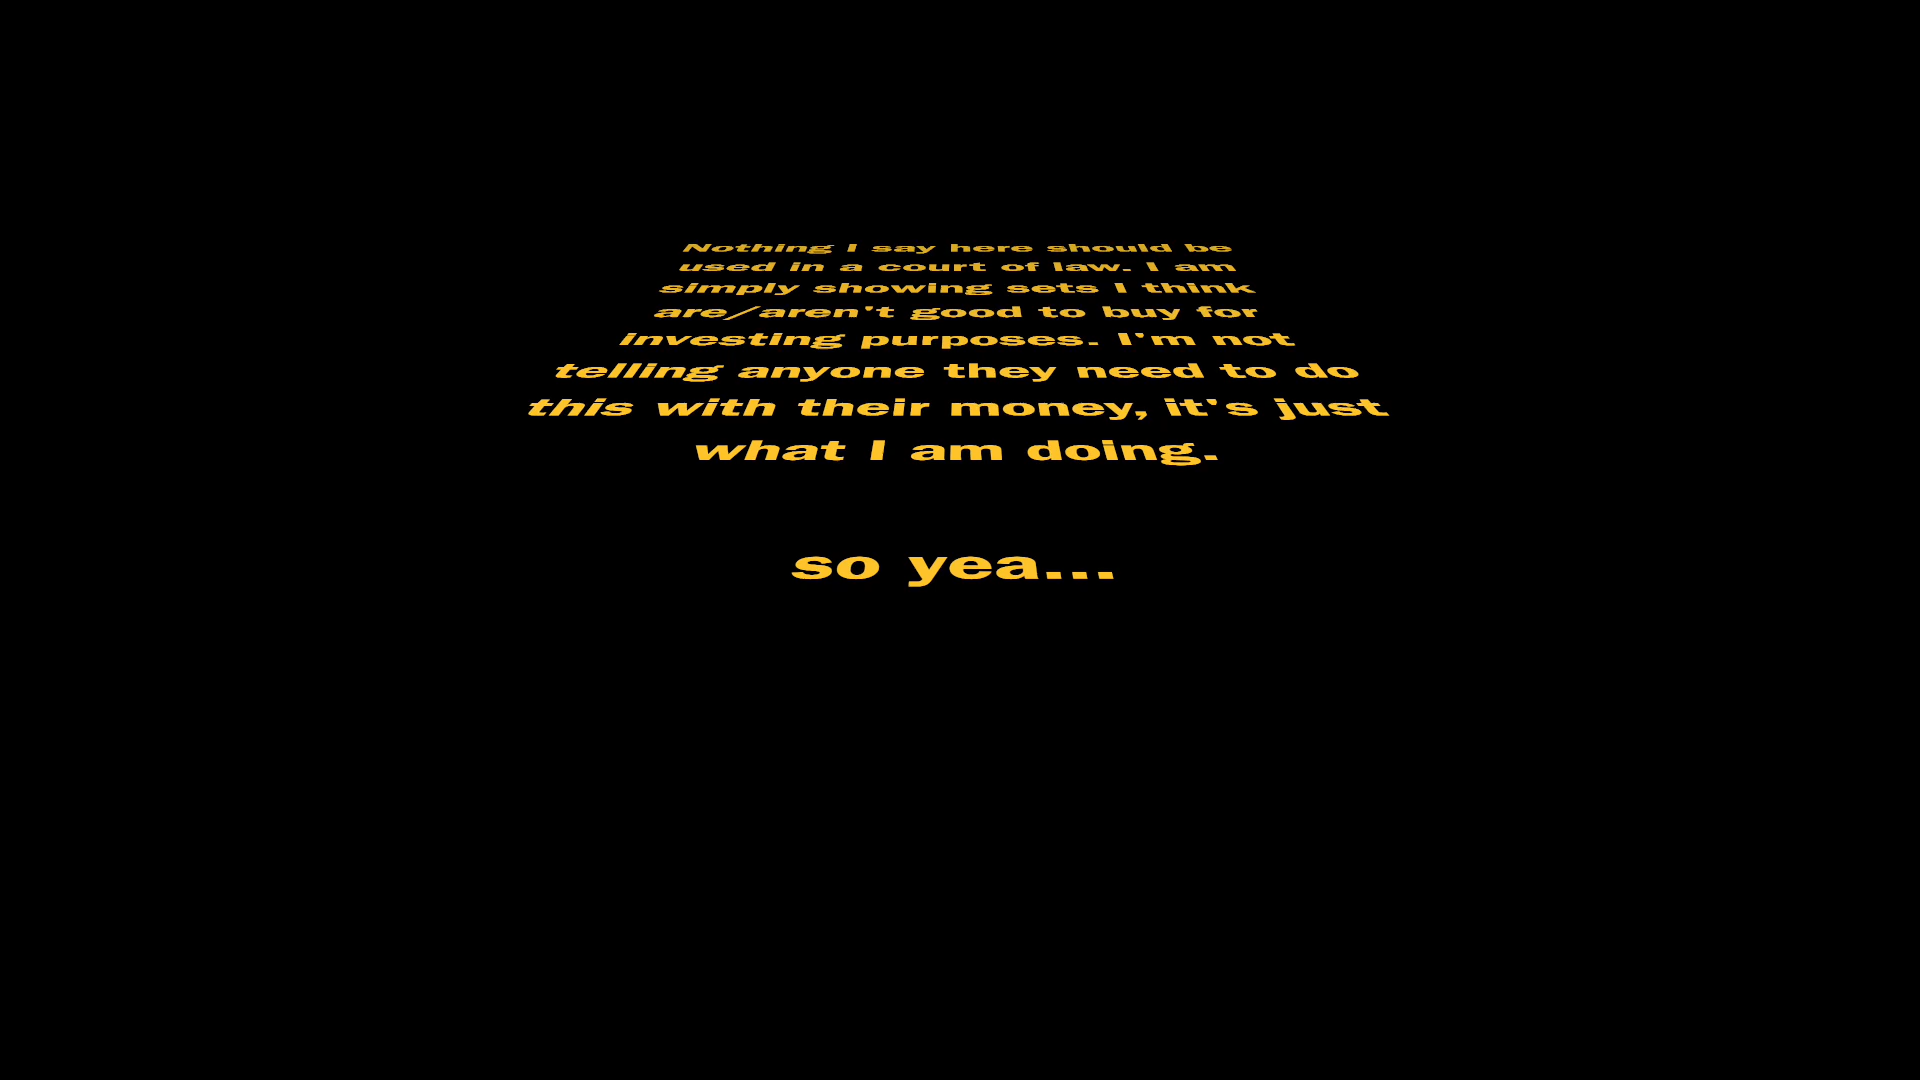 Nothing I say here should be
used in a court of law. I am
simply showing sets I think
are/aren't good to buy for
investing purposes. I'm not
telling anyone they need to do
this with their money, it's just
what I am doing.
so yea...